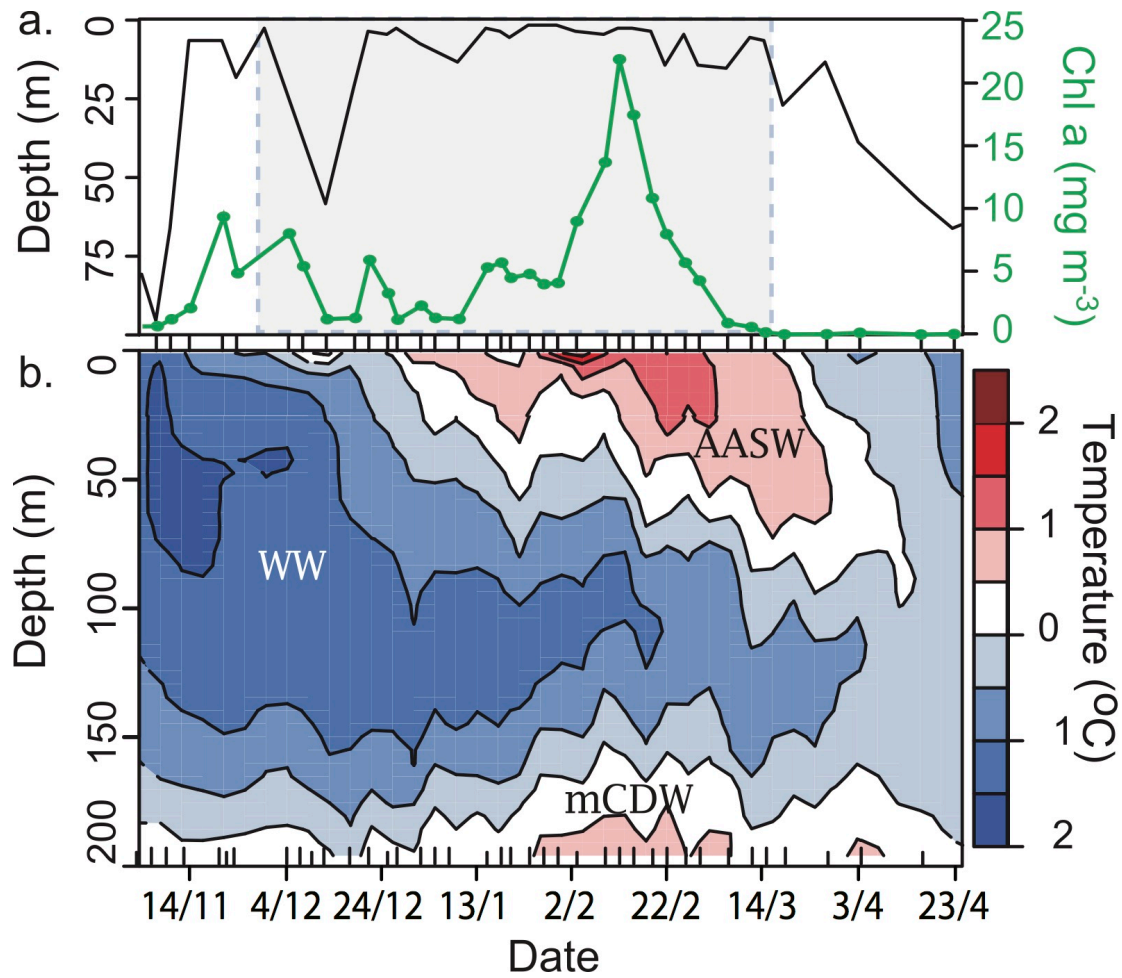 a.
Depth (m)
0
25
50
75
Chl a (mg m-3)
25
20
15
10
5
0
b.
Depth (m)
0
50
100
150
200
WW
AASW
mCDW
2
1
0
1
2
Temperature (oC)
14/11 4/12 24/12 13/1 2/2 22/2 14/3 3/4 23/4
Date